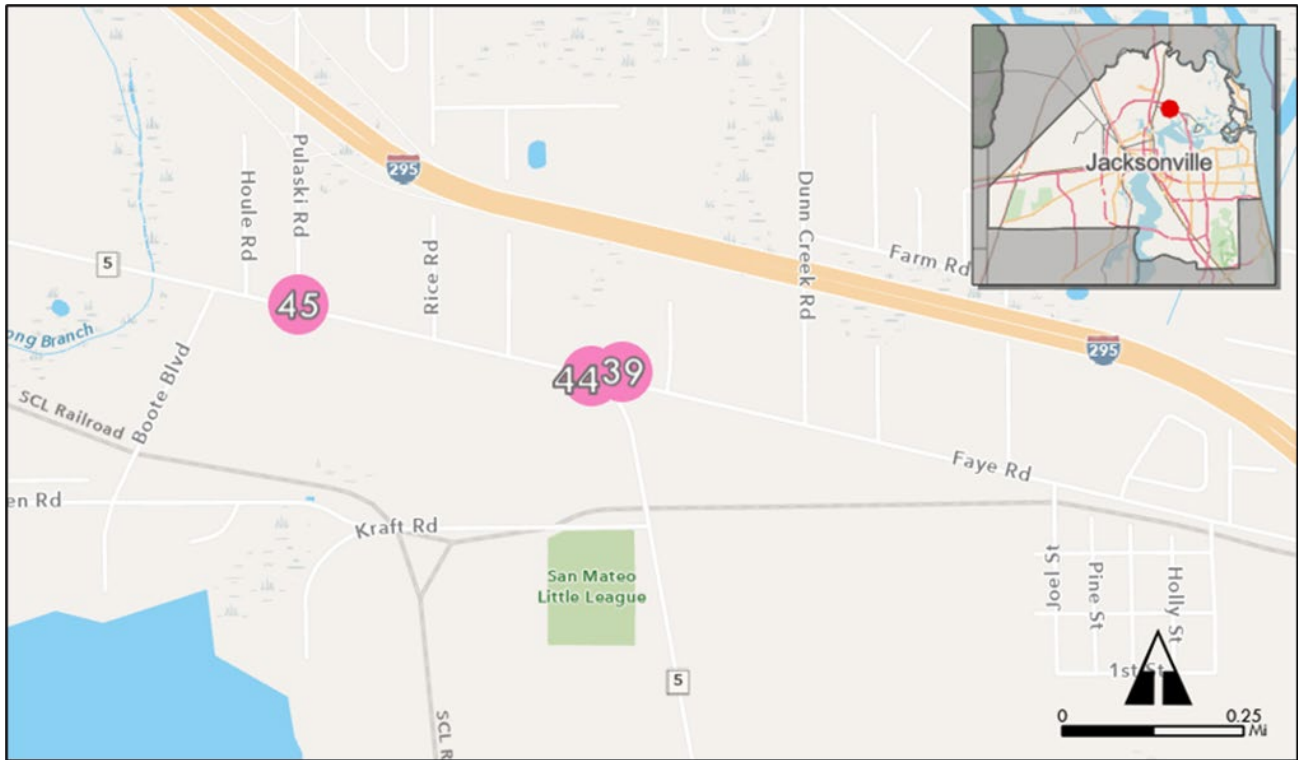 Jacksonville
Pulaski Rd
Houle Rd
295
Dunn Creek Rd
Rice Rd
Farm Rd
5
45
ong Branch
295
44
39
Boote Blvd
SCL Railroad
Faye Rd
en Rd
Kraft Rd
San Mateo
Little League
Joel St
Pine St
Holly St
1st St
5
SCL R
0 0.25
Mi